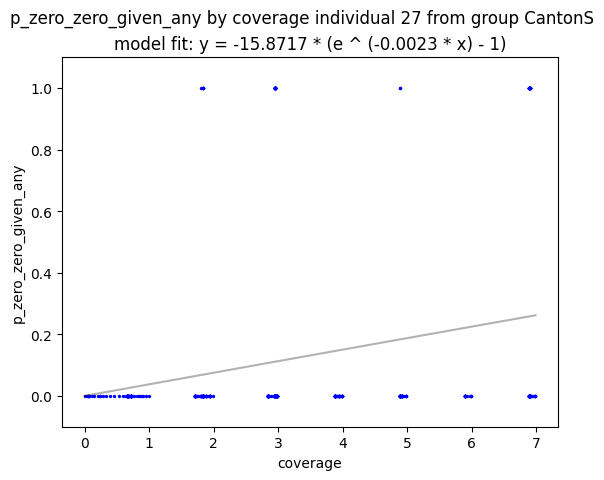 p_zero_zero_given_any by coverage individual 27 from group CantonS
model fit: y = -15.8717 * (e ^ (-0.0023 * x) - 1)
p_zero_zero_given_any
1.0
0.8
0.6
0.4
0.2
0.0
0 1 2 3 4 5 6 7
coverage